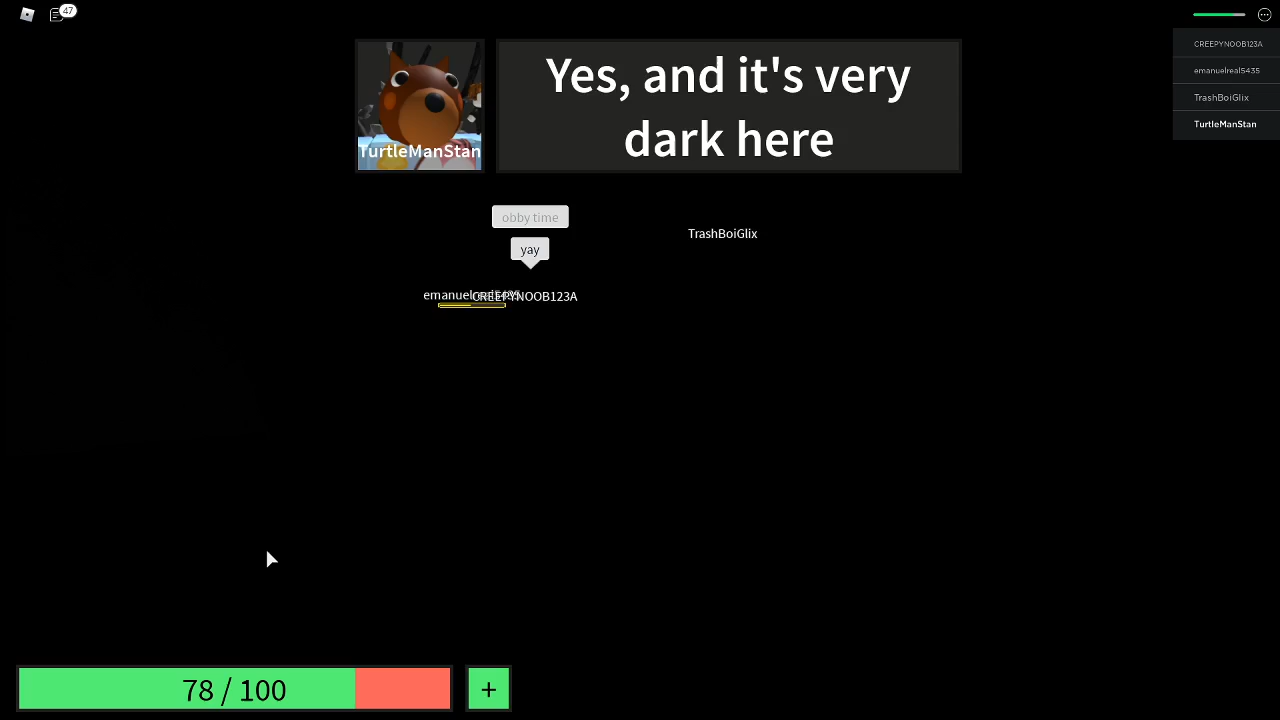 47
CREEPYNOOB123A
emanuelreal5435
TrashBoiGlix
TurtleManStan
TurtleManStan
Yes, and it's very
dark here
obby time
TrashBoiGlix
yay
emanuelreal5435
CREEPYNOOB123A
78 / 100
+